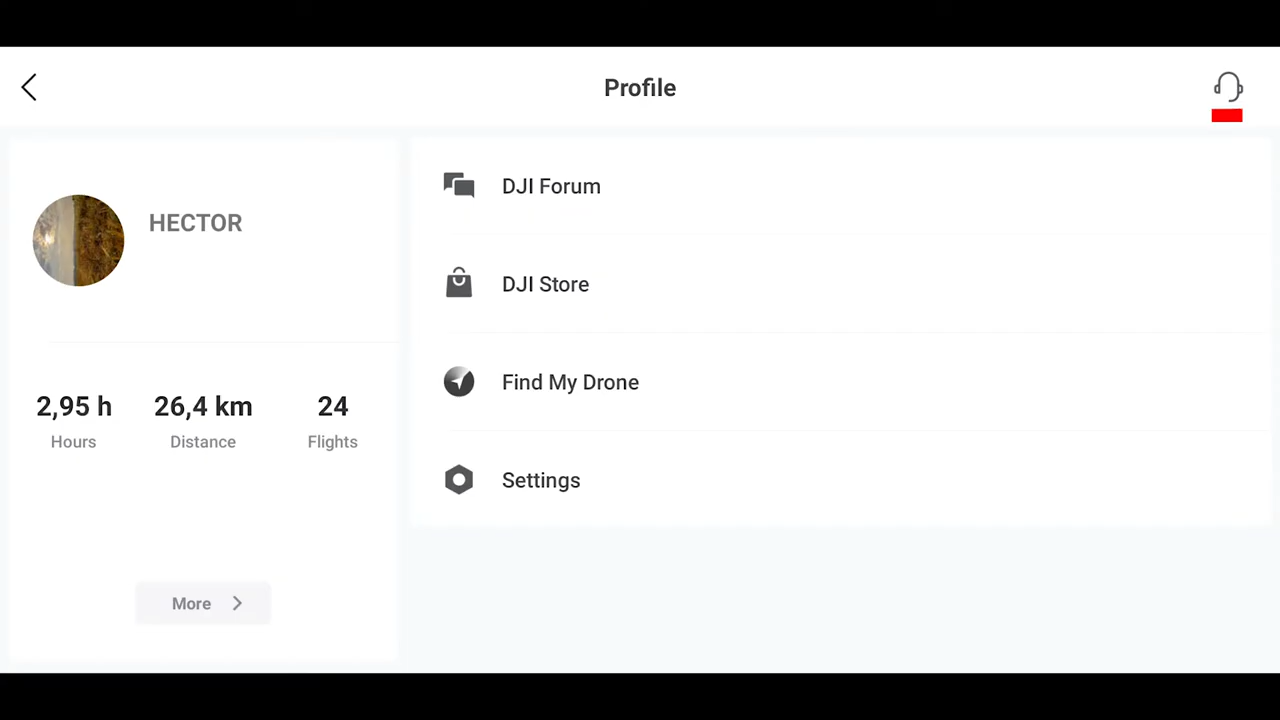 Profile
HECTOR
2,95 h 26,4 km 24
Hours Distance Flights
More
DJI Forum
DJI Store
Find My Drone
Settings